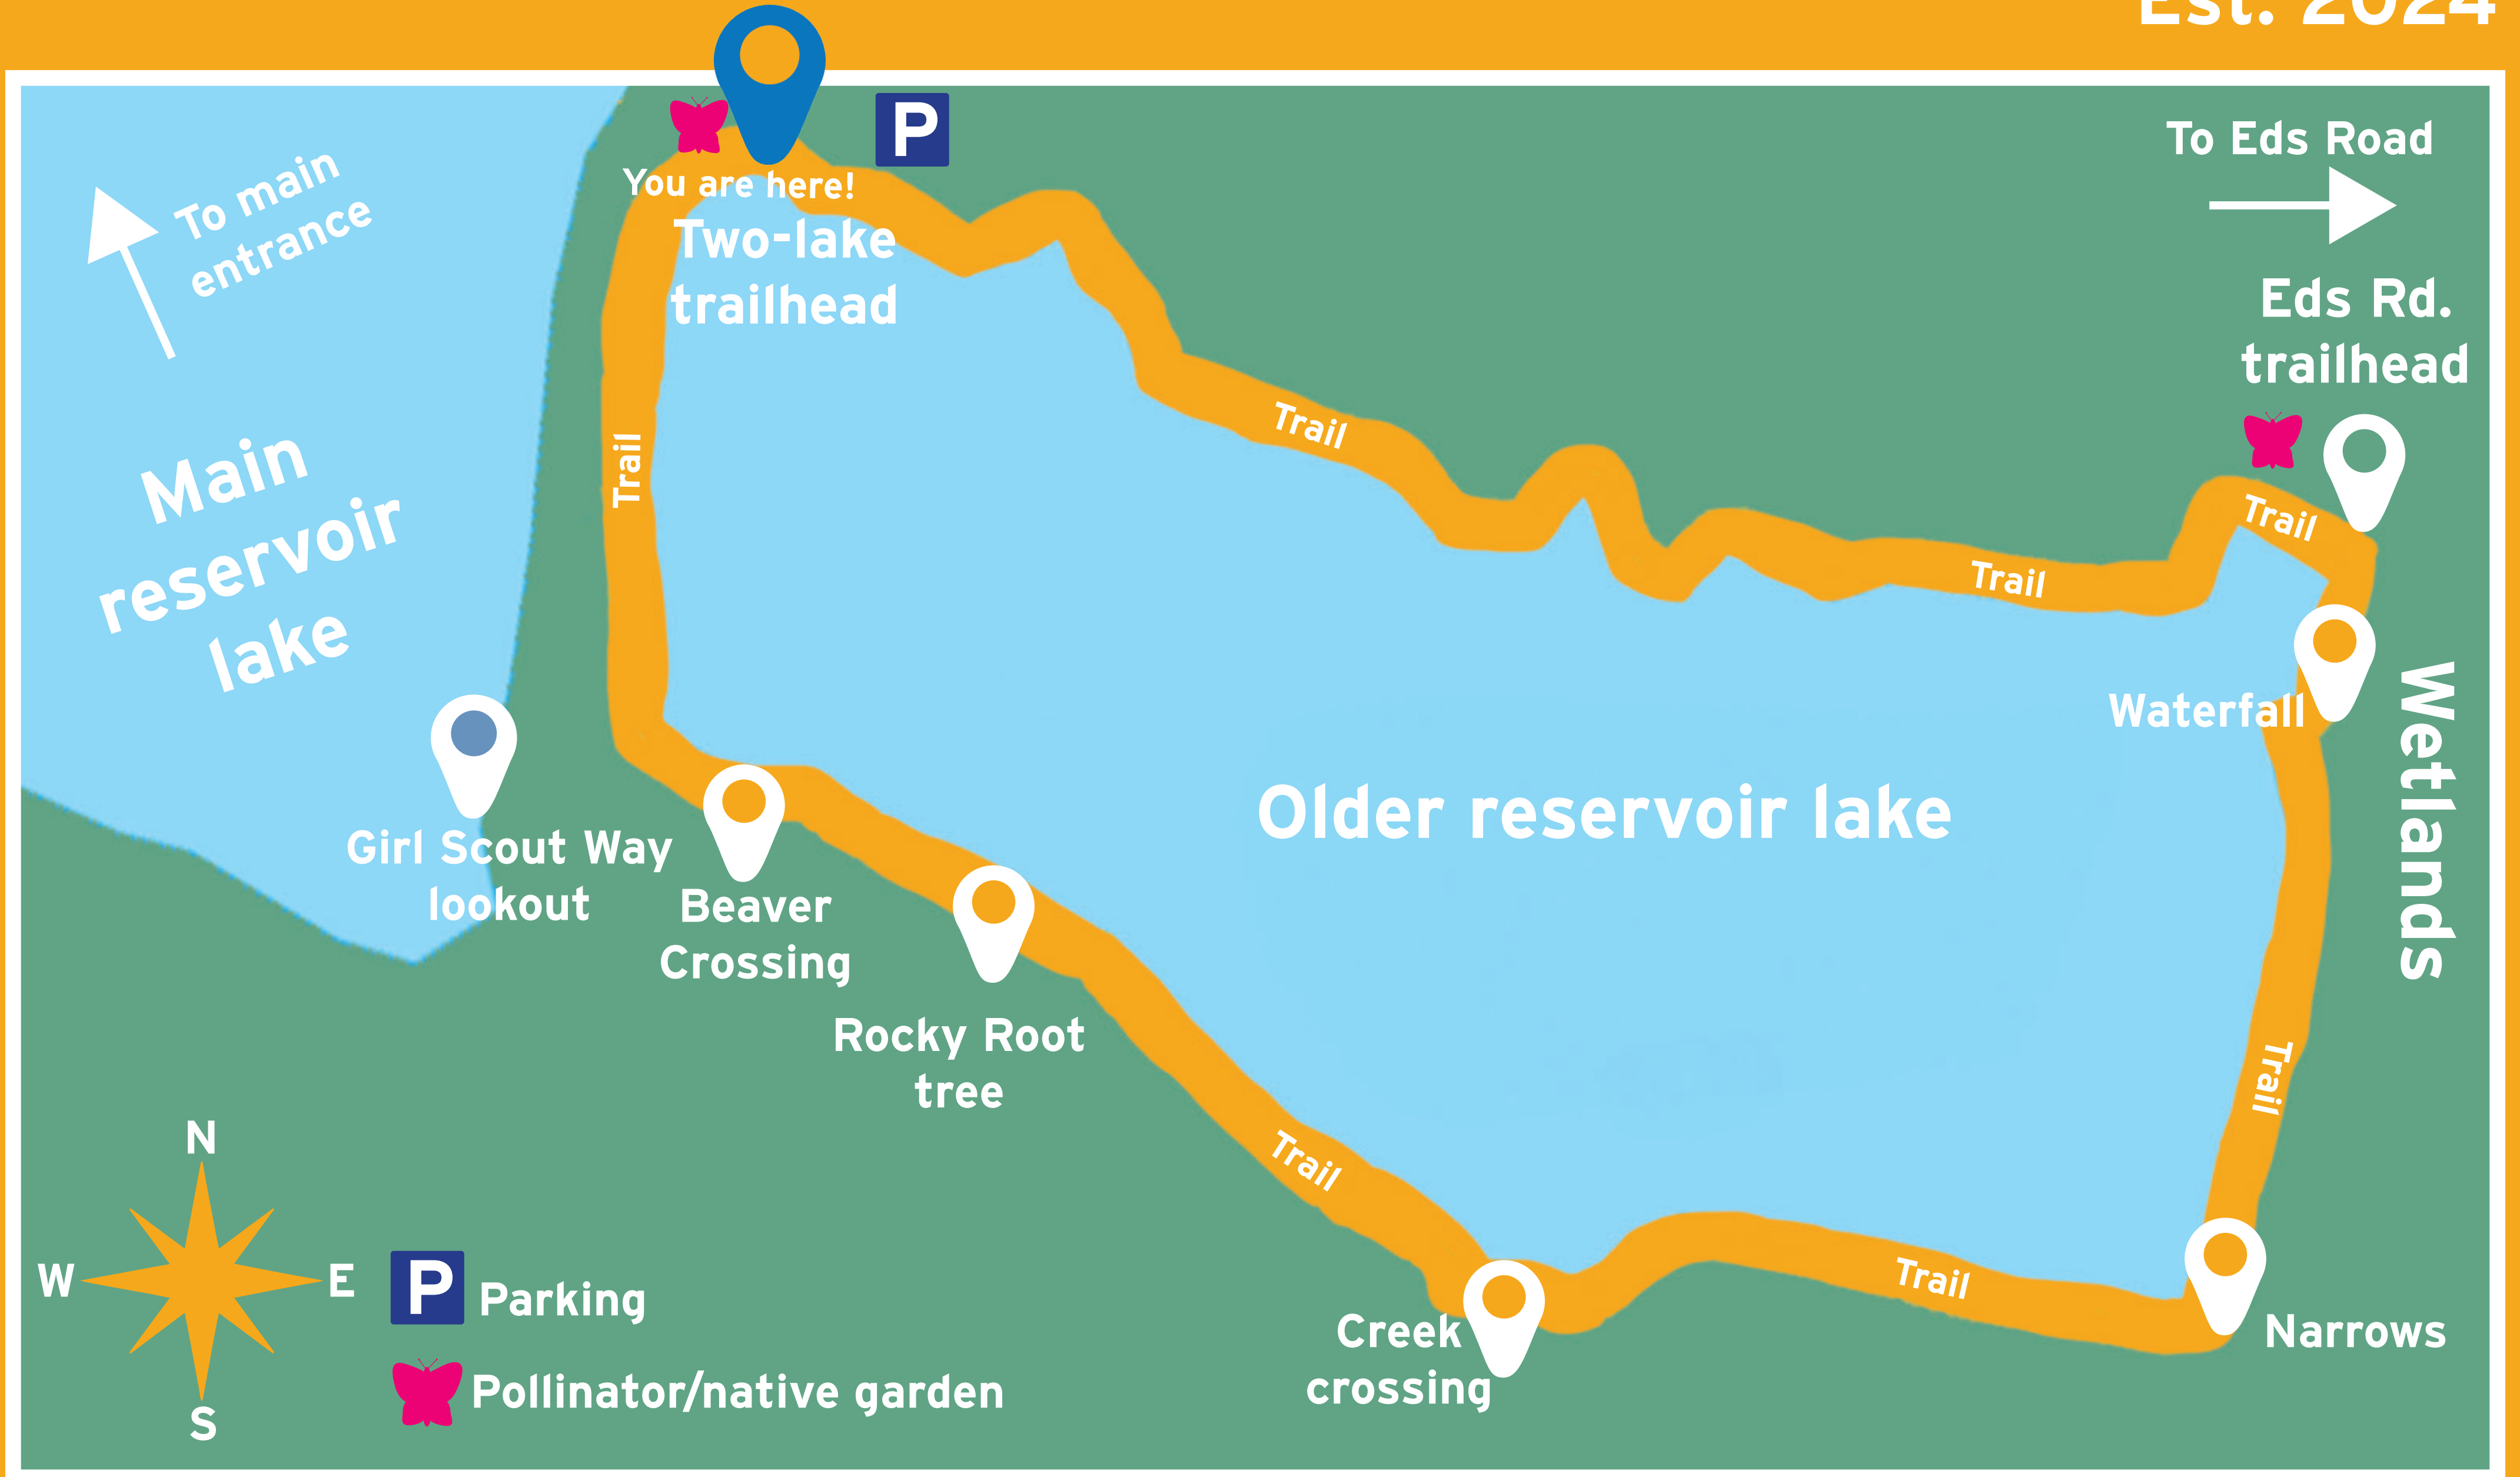 Est. 2024
P
To Eds Road
To main
entrance
You are here!
Two-lake
trailhead
Eds Rd.
trailhead
Trail
Trail
Trail
Trail
Main
reservoir
lake
Waterfall
Wetlands
Older reservoir lake
Girl Scout Way
lookout
Beaver
Crossing
Rocky Root
tree
Trail
Trail
Trail
N
W
E
S
P Parking
Pollinator/native garden
Creek
crossing
Narrows